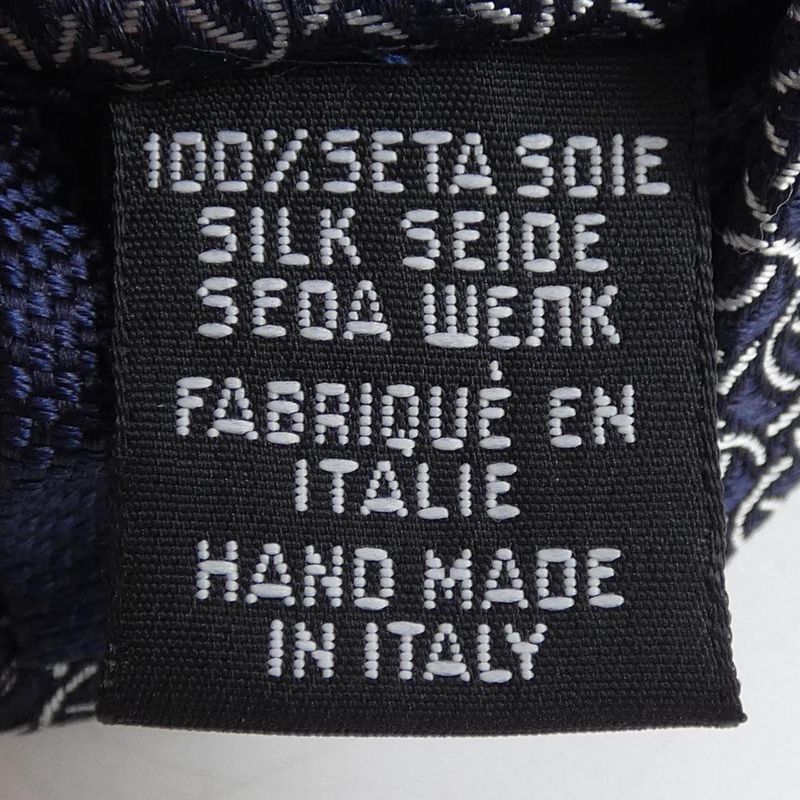 100% SETA SOIE
SILK SEIDE
SEDA ШЕЛК
FABRIQUÉ EN
ITALIE
HAND MADE
IN ITALY